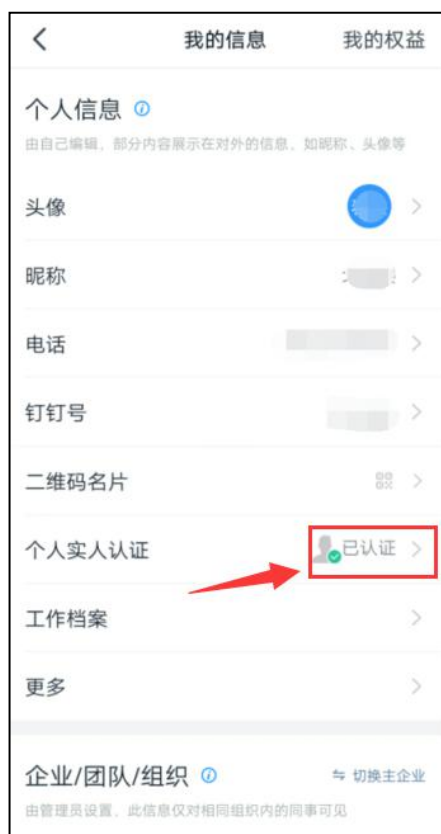 我的信息 我的权益
个人信息
由自己编辑，部分内容展示在对外的信息，如昵称、头像等
头像
昵称
电话
钉钉号
二维码名片
个人实人认证 已认证
工作档案
更多
企业/团队/组织 切换主企业
由管理员设置，此信息仅对相同组织内的同事可见